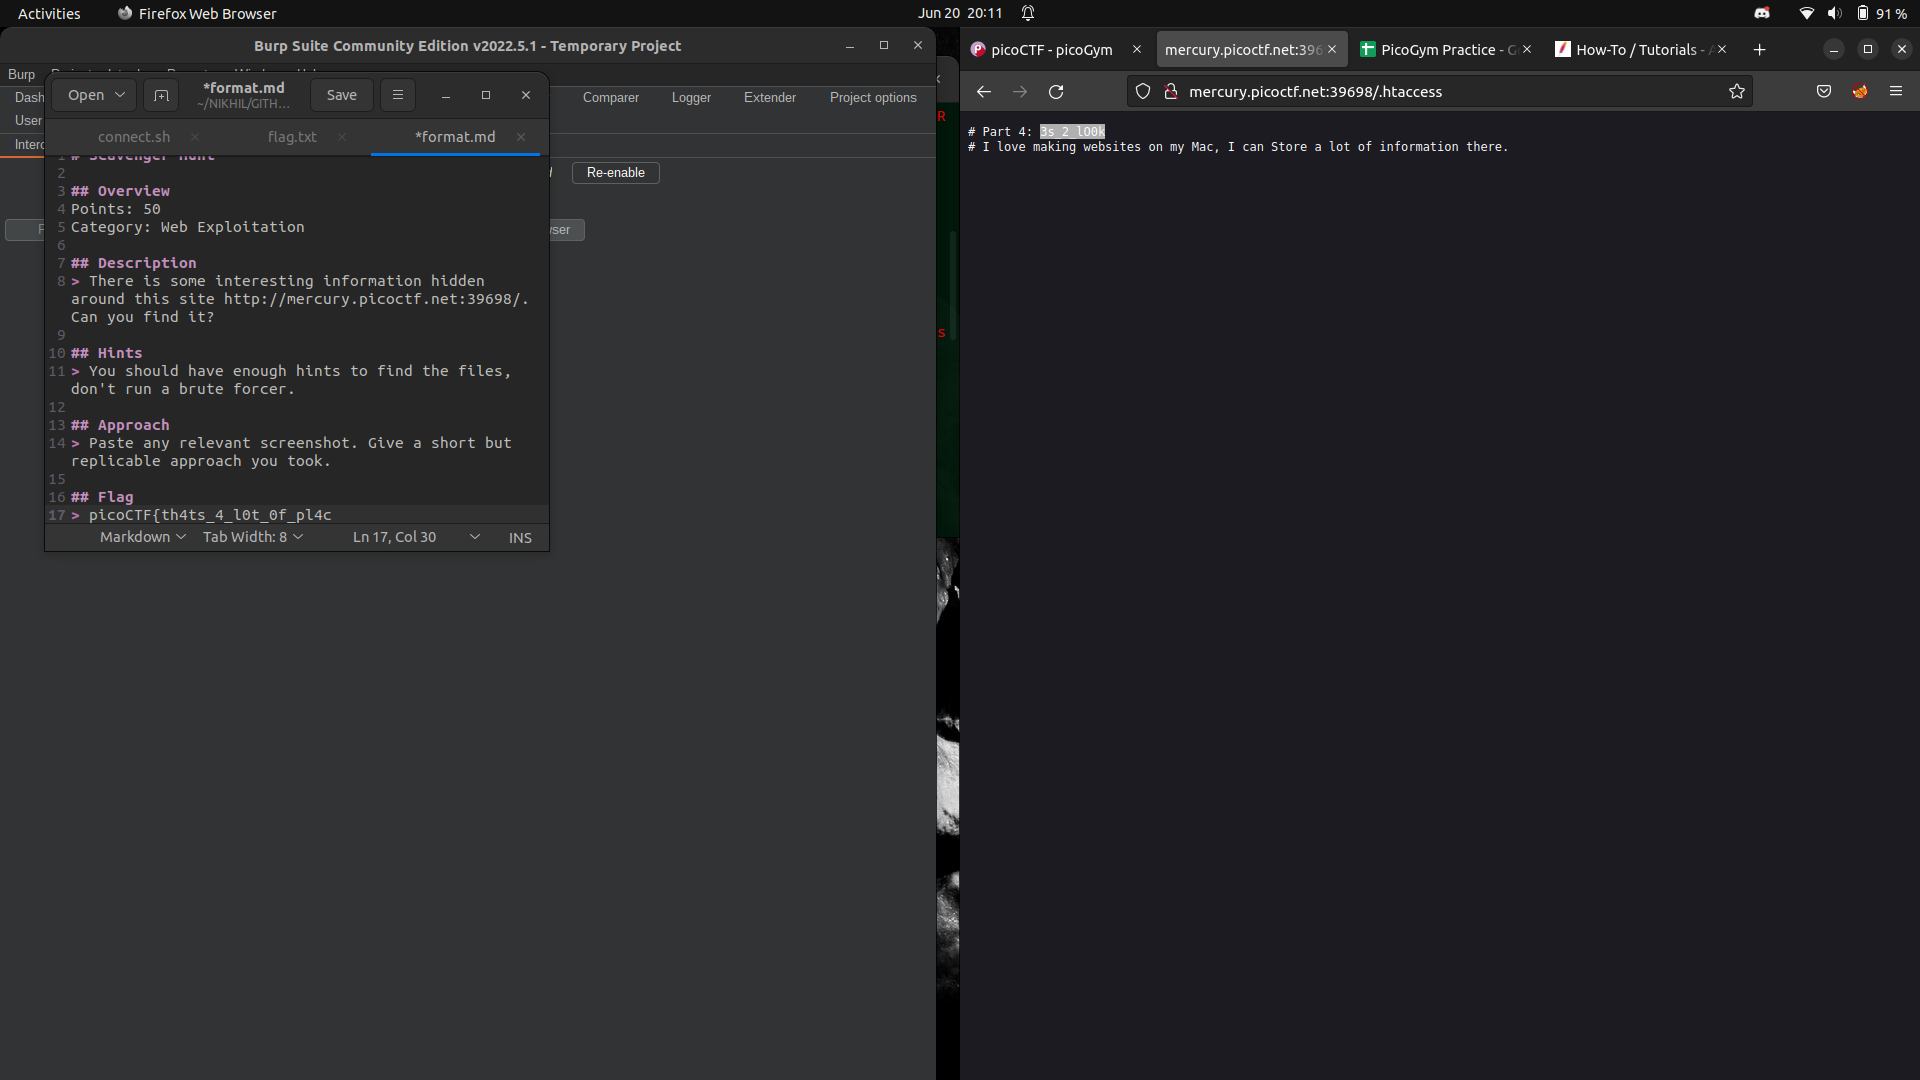 Activities
Firefox Web Browser
Jun 20 20:11
91 %
Burp Suite Community Edition v2022.5.1 - Temporary Project
Burp
Dash
Comparer
Logger
Extender
Project options
User
Re-enable
Open
*format.md
~/NIKHIL/GITH...
Save
connect.sh
flag.txt
*format.md
1 # Scavenger Hunt
2
3 ## Overview
4 Points: 50
5 Category: Web Exploitation
6
7 ## Description
8 > There is some interesting information hidden
around this site http://mercury.picoctf.net:39698/.
Can you find it?
9
10 ## Hints
11 > You should have enough hints to find the files,
don't run a brute forcer.
12
13 ## Approach
14 > Paste any relevant screenshot. Give a short but
replicable approach you took.
15
16 ## Flag
17 > picoCTF{th4ts_4_l0t_0f_pl4c
Markdown
Tab Width: 8
Ln 17, Col 30
INS
R
s
picoCTF - picoGym
mercury.picoctf.net:396
PicoGym Practice - G
How-To / Tutorials - A
mercury.picoctf.net:39698/.htaccess
# Part 4: 3s_2_lO0k
# I love making websites on my Mac, I can Store a lot of information there.